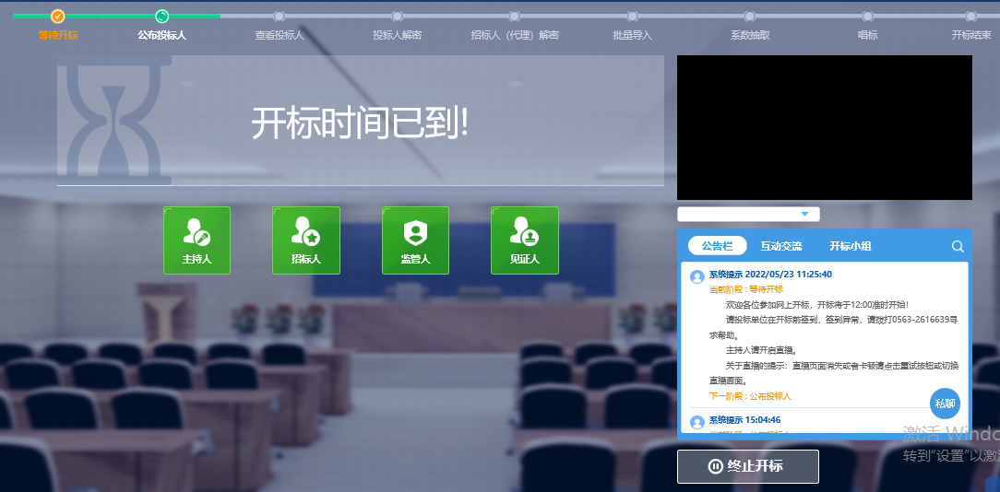 等待开标
公布投标人
查看投标人
投标人解密
招标人（代理）解密
批量导入
系数抽取
唱标
开标结束
开标时间已到!
主持人
招标人
监管人
见证人
公告栏
互动交流
开标小组
系统提示 2022/05/23 11:25:40
当前阶段 : 等待开标
欢迎各位参加网上开标，开标将于12:00准时开始!
请投标单位在开标前签到，签到异常，请拨打0563-2616639寻
求帮助。
主持人请开启直播。
关于直播的提示：直播页面消失或者卡顿请点击重试按钮或切换
直播画面。
下一阶段 : 公布投标人
私聊
系统提示 15:04:46
激活 Windo
转到"设置"以激
终止开标